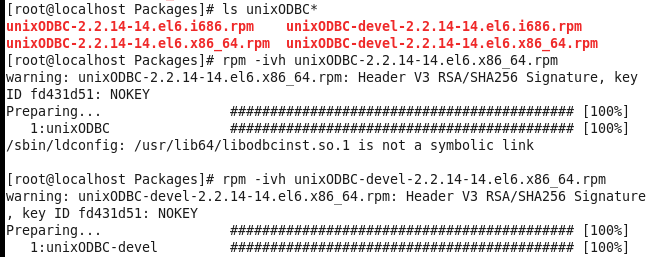 [root@localhost Packages]# ls unixODBC*
unixODBC-2.2.14-14.el6.i686.rpm    unixODBC-devel-2.2.14-14.el6.i686.rpm
unixODBC-2.2.14-14.el6.x86_64.rpm  unixODBC-devel-2.2.14-14.el6.x86_64.rpm
[root@localhost Packages]# rpm -ivh unixODBC-2.2.14-14.el6.x86_64.rpm
warning: unixODBC-2.2.14-14.el6.x86_64.rpm: Header V3 RSA/SHA256 Signature, key
ID fd431d51: NOKEY
Preparing...                ########################################### [100%]
   1:unixODBC               ########################################### [100%]
/sbin/ldconfig: /usr/lib64/libodbcinst.so.1 is not a symbolic link

[root@localhost Packages]# rpm -ivh unixODBC-devel-2.2.14-14.el6.x86_64.rpm
warning: unixODBC-devel-2.2.14-14.el6.x86_64.rpm: Header V3 RSA/SHA256 Signature
, key ID fd431d51: NOKEY
Preparing...                ########################################### [100%]
   1:unixODBC-devel         ########################################### [100%]